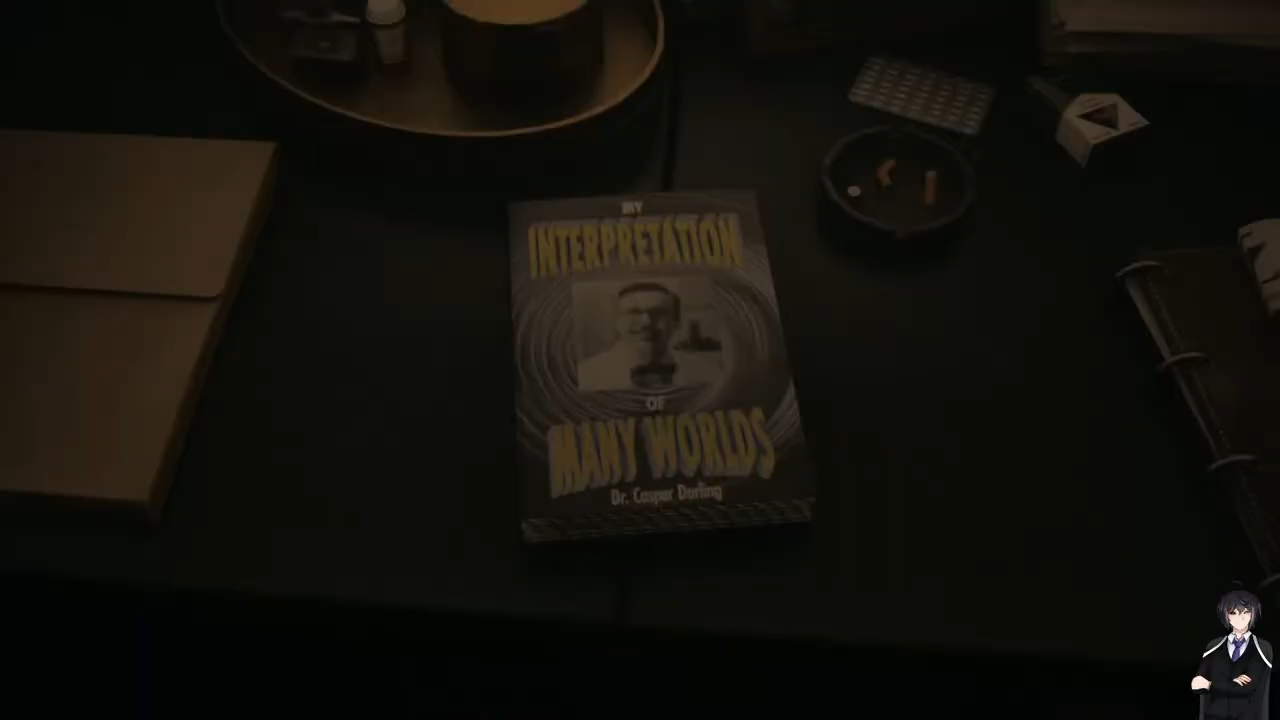 MY
INTERPRETATION
OF
MANY WORLDS
Dr. Casper Darling